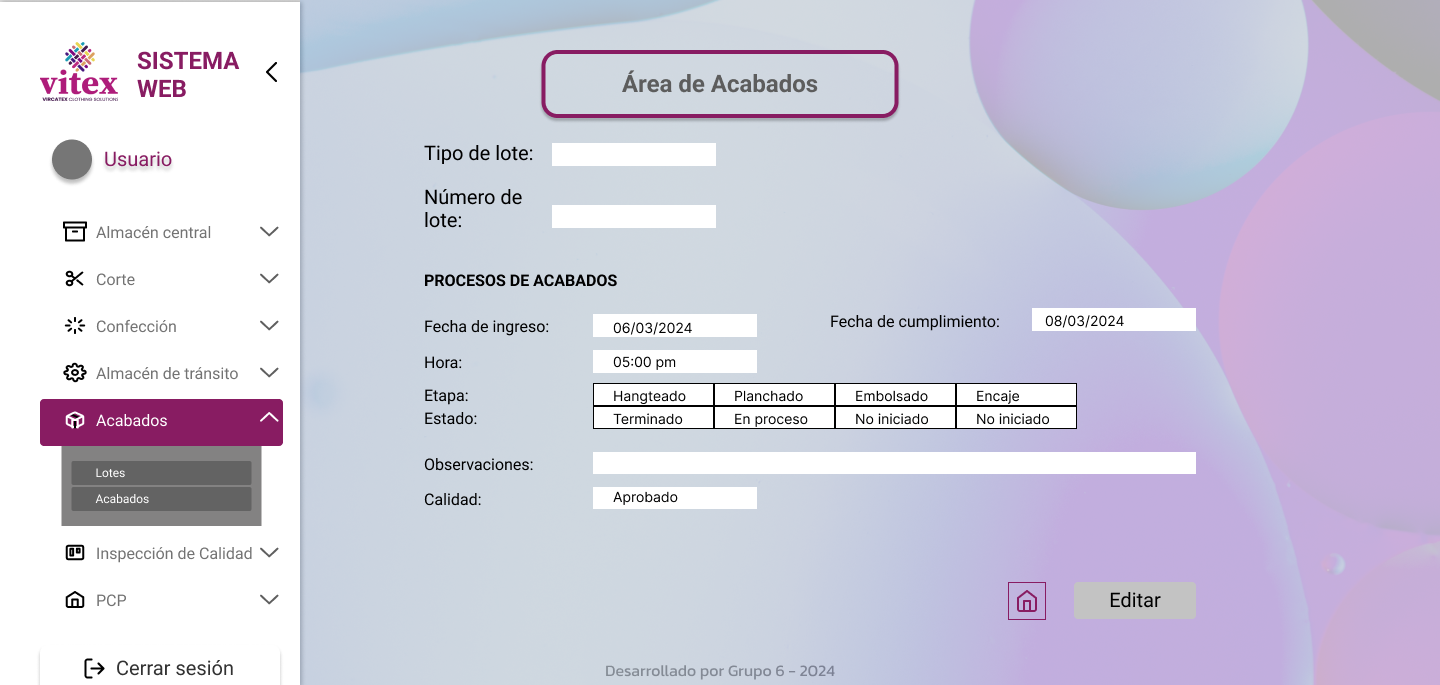 vitex
VIRCATEX CLOTHING SOLUTIONS
SISTEMA
WEB
Usuario
Almacén central
Corte
Confección
Almacén de tránsito
Acabados
Lotes
Acabados
Inspección de Calidad
PCP
Cerrar sesión
Área de Acabados
Tipo de lote:
Número de
lote:
PROCESOS DE ACABADOS
Fecha de ingreso: 06/03/2024 Fecha de cumplimiento: 08/03/2024
Hora: 05:00 pm
Etapa: Hangteado Planchado Embolsado Encaje
Estado: Terminado En proceso No iniciado No iniciado
Observaciones:
Calidad: Aprobado
Editar
Desarrollado por Grupo 6 - 2024